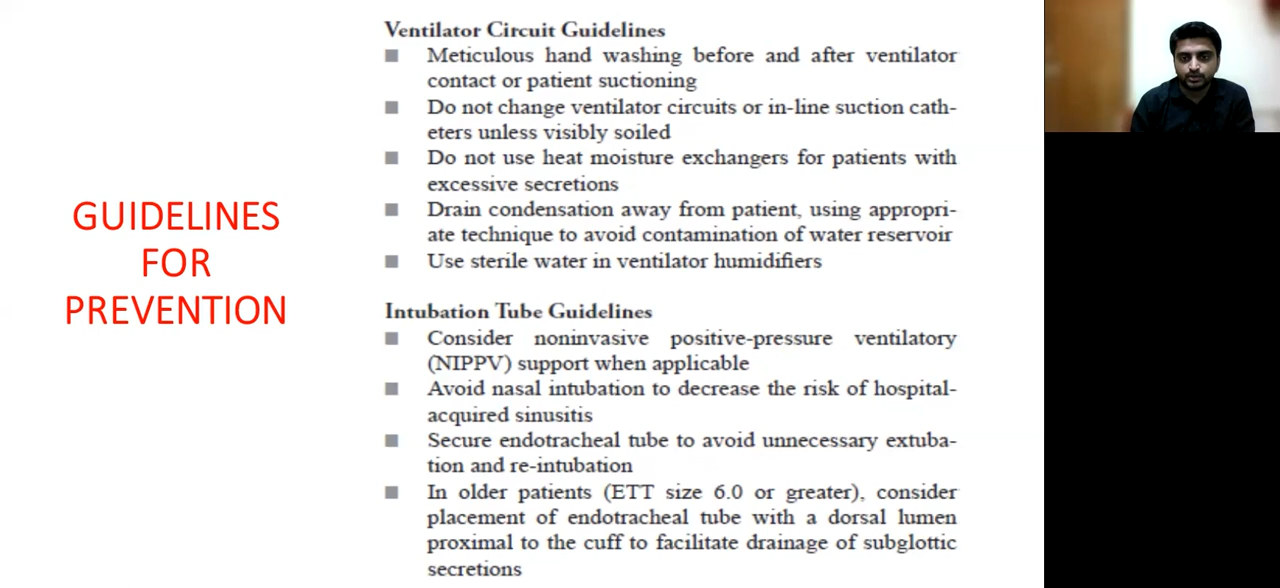 GUIDELINES
FOR
PREVENTION
Ventilator Circuit Guidelines
■ Meticulous hand washing before and after ventilator
contact or patient suctioning
■ Do not change ventilator circuits or in-line suction cath-
eters unless visibly soiled
■ Do not use heat moisture exchangers for patients with
excessive secretions
■ Drain condensation away from patient, using appropri-
ate technique to avoid contamination of water reservoir
■ Use sterile water in ventilator humidifiers
Intubation Tube Guidelines
■ Consider noninvasive positive-pressure ventilatory
(NIPPV) support when applicable
■ Avoid nasal intubation to decrease the risk of hospital-
acquired sinusitis
■ Secure endotracheal tube to avoid unnecessary extuba-
tion and re-intubation
■ In older patients (ETT size 6.0 or greater), consider
placement of endotracheal tube with a dorsal lumen
proximal to the cuff to facilitate drainage of subglottic
secretions